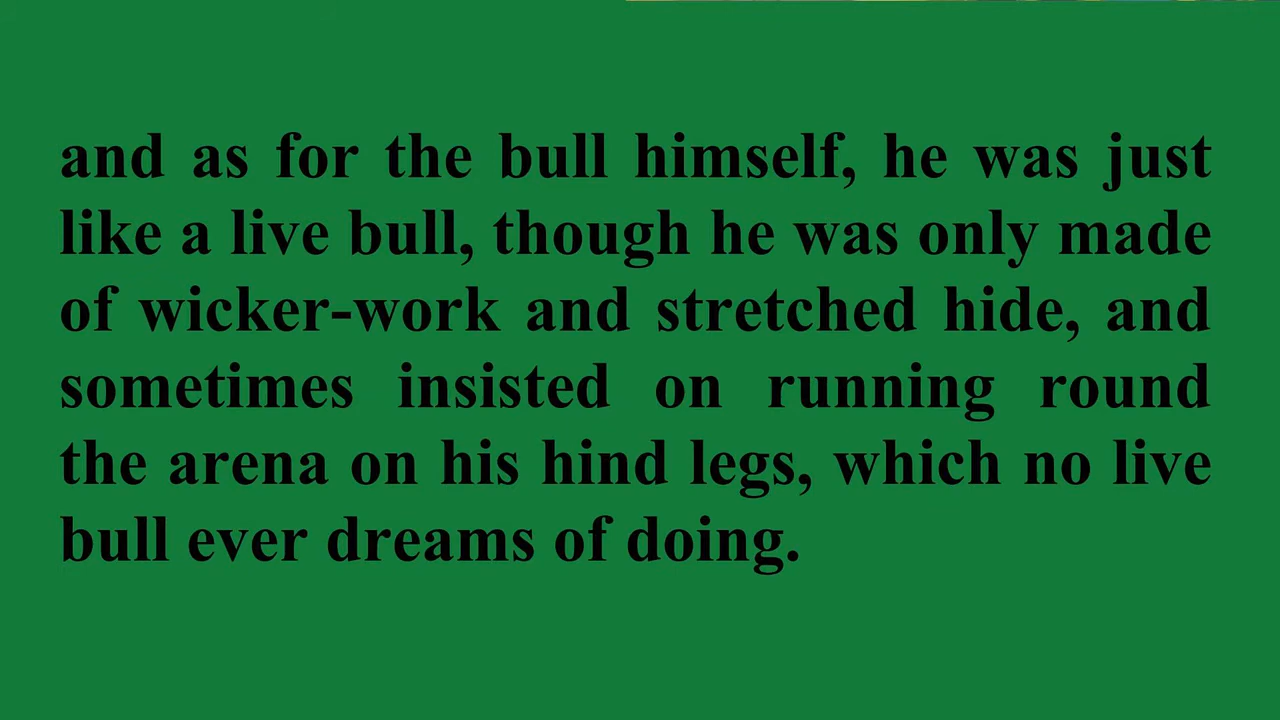 and as for the bull himself, he was just
like a live bull, though he was only made
of wicker-work and stretched hide, and
sometimes insisted on running round
the arena on his hind legs, which no live
bull ever dreams of doing.